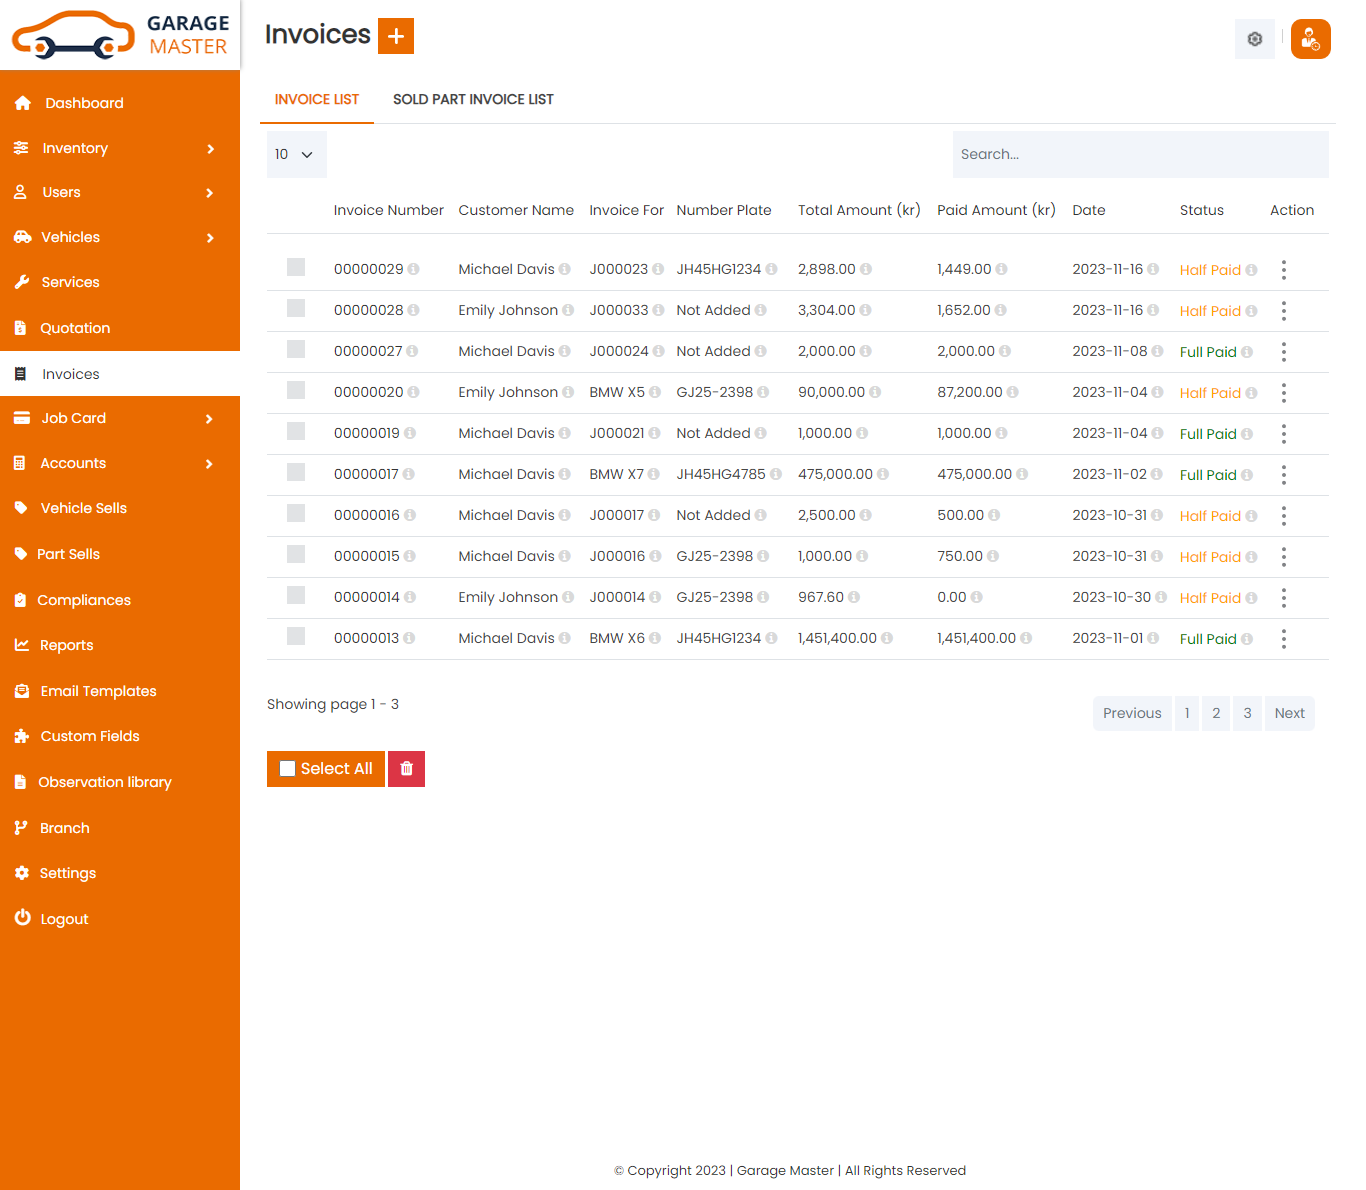 GARAGE
MASTER
Invoices
Dashboard
Inventory
Users
Vehicles
Services
Quotation
Invoices
Job Card
Accounts
Vehicle Sells
Part Sells
Compliances
Reports
Email Templates
Custom Fields
Observation library
Branch
Settings
Logout
INVOICE LIST SOLD PART INVOICE LIST
10 Search...
Invoice Number Customer Name Invoice For Number Plate Total Amount (kr) Paid Amount (kr) Date Status Action
00000029 Michael Davis J000023 JH45HG1234 2,898.00 1,449.00 2023-11-16 Half Paid
00000028 Emily Johnson J000033 Not Added 3,304.00 1,652.00 2023-11-16 Half Paid
00000027 Michael Davis J000024 Not Added 2,000.00 2,000.00 2023-11-08 Full Paid
00000020 Emily Johnson BMW X5 GJ25-2398 90,000.00 87,200.00 2023-11-04 Half Paid
00000019 Michael Davis J000021 Not Added 1,000.00 1,000.00 2023-11-04 Full Paid
00000017 Michael Davis BMW X7 JH45HG4785 475,000.00 475,000.00 2023-11-02 Full Paid
00000016 Michael Davis J000017 Not Added 2,500.00 500.00 2023-10-31 Half Paid
00000015 Michael Davis J000016 GJ25-2398 1,000.00 750.00 2023-10-31 Half Paid
00000014 Emily Johnson J000014 GJ25-2398 967.60 0.00 2023-10-30 Half Paid
00000013 Michael Davis BMW X6 JH45HG1234 1,451,400.00 1,451,400.00 2023-11-01 Full Paid
Showing page 1 - 3
Previous 1 2 3 Next
Select All
© Copyright 2023 | Garage Master | All Rights Reserved